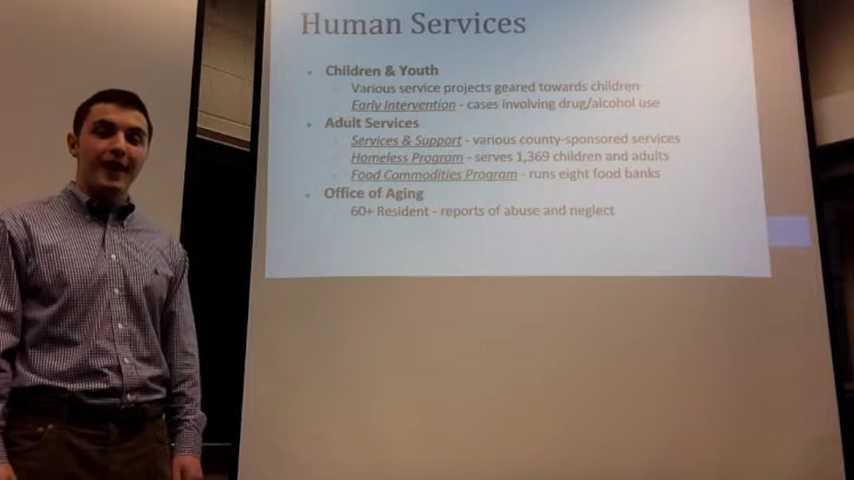 Human Services
Children & Youth
Various service projects geared towards children
Early Intervention - cases involving drug/alcohol use
Adult Services
Services & Support - various county-sponsored services
Homeless Program - serves 1,369 children and adults
Food Commodities Program - runs eight food banks
Office of Aging
60+ Resident - reports of abuse and neglect